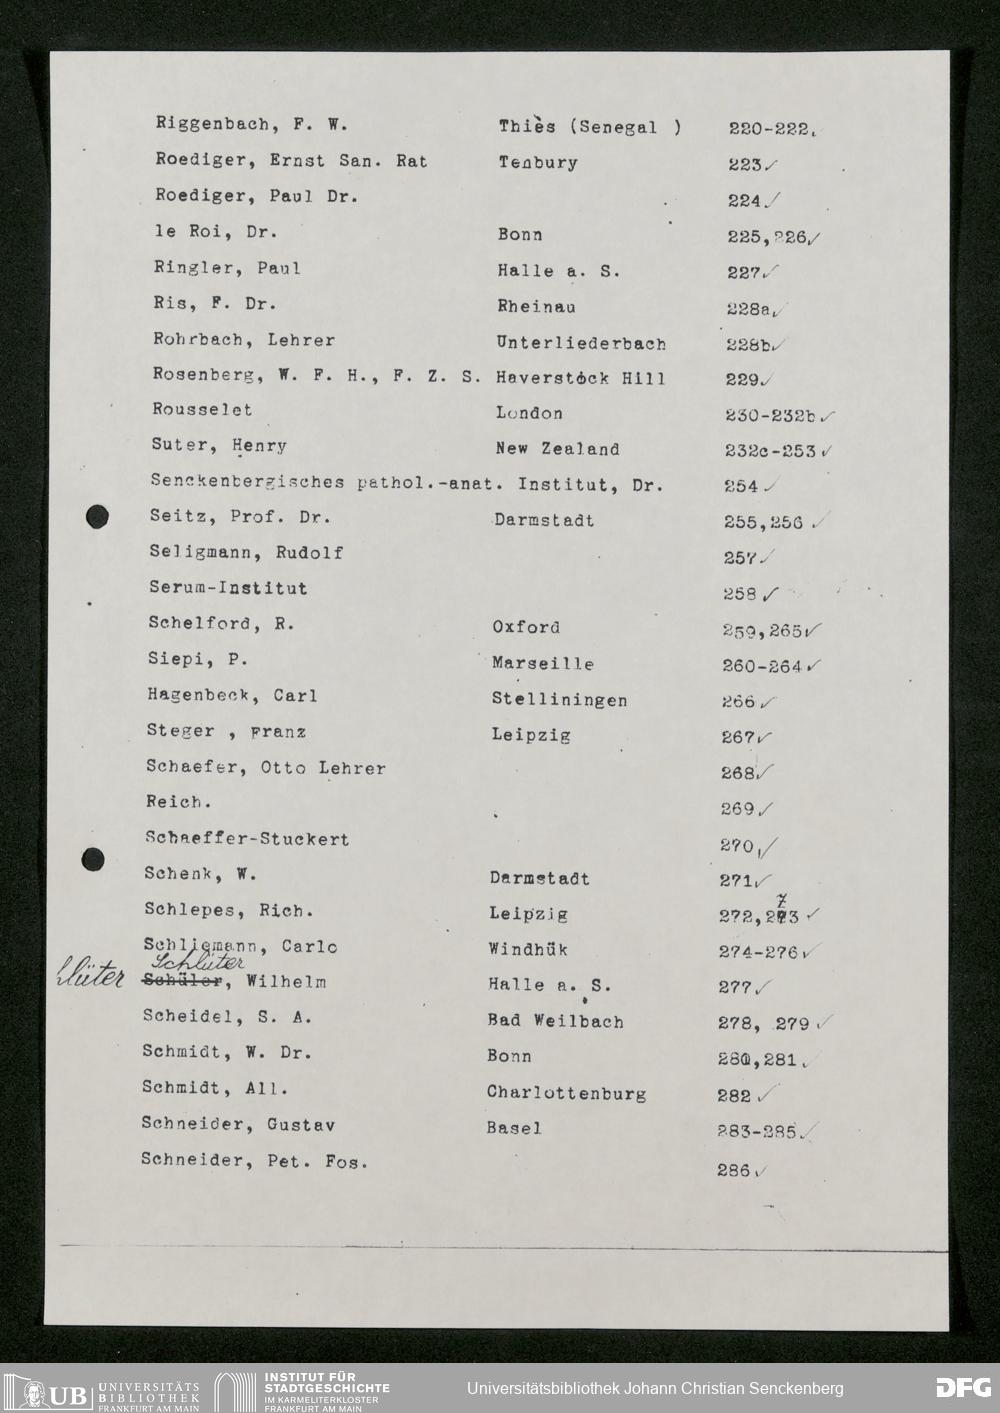 Riggenbach, F. W. Thiès (Senegal ) 220-222
Roediger, Ernst San. Rat Tenbury 223 ✓
Roediger, Paul Dr. 224 ✓
le Roi, Dr. Bonn 225,226 ✓
Ringler, Paul Halle a. S. 227 ✓
Ris, F. Dr. Rheinau 228a ✓
Rohrbach, Lehrer Unterliederbach 228b ✓
Rosenberg, W. F. H., F. Z. S. Haverstock Hill 229 ✓
Rousselet London 230-232b ✓
Suter, Henry New Zealand 232c-253 ✓
Senckenbergisches pathol.-anat. Institut, Dr. 254 ✓
Seitz, Prof. Dr. Darmstadt 255,256 ✓
Seligmann, Rudolf 257 ✓
Serum-Institut 258 ✓
Schelford, R. Oxford 259,265 ✓
Siepi, P. Marseille 260-264 ✓
Hagenbeck, Carl Stelliningen 266 ✓
Steger , Franz Leipzig 267 ✓
Schaefer, Otto Lehrer 268 ✓
Reich. 269 ✓
Schaeffer-Stuckert 270 ✓
Schenk, W. Darmstadt 271 ✓
7
Schlepes, Rich. Leipzig 272,273 ✓
Schliemann, Carlo Windhük 274-276 ✓
Schlüter
hlüter Schüler, Wilhelm Halle a. S. 277 ✓
Scheidel, S. A. Bad Weilbach 278, 279 ✓
Schmidt, W. Dr. Bonn 280,281 ✓
Schmidt, All. Charlottenburg 282 ✓
Schneider, Gustav Basel 283-285 ✓
Schneider, Pet. Fos. 286 ✓
UB UNIVERSITÄTS
BIBLIOTHEK
FRANKFURT AM MAIN
INSTITUT FÜR
STADTGESCHICHTE
IM KARMELITERKLOSTER
FRANKFURT AM MAIN
Universitätsbibliothek Johann Christian Senckenberg
DFG